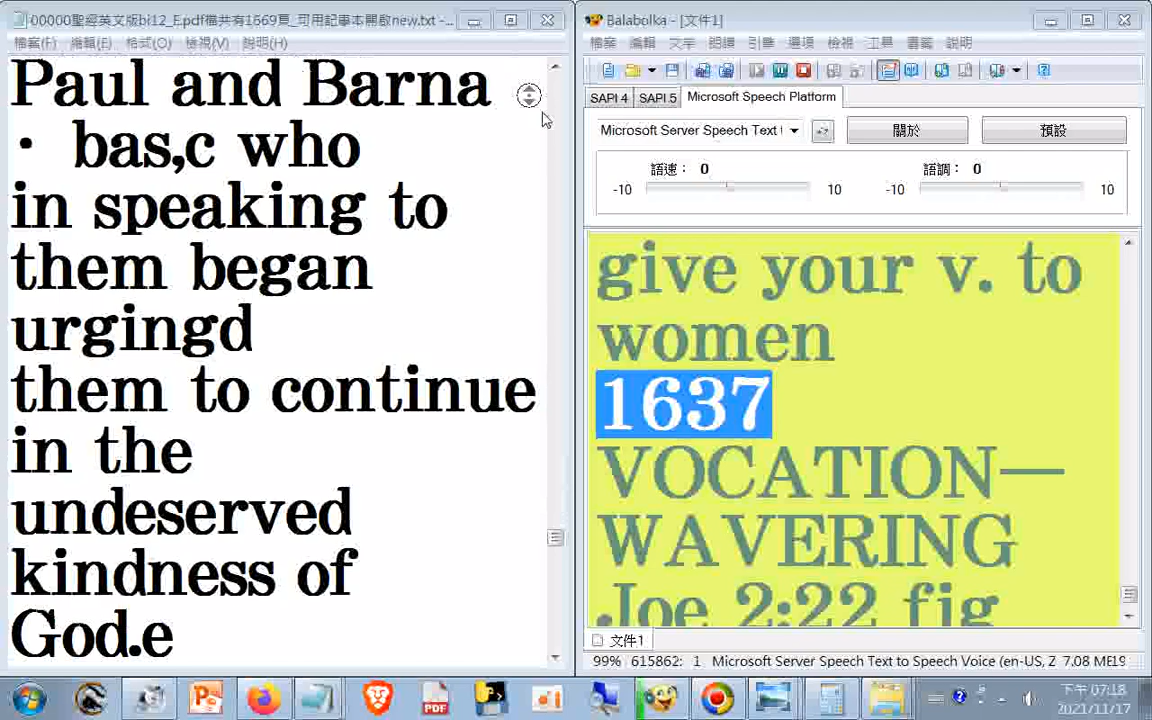 00000聖經英文版bi12_E.pdf檔共有1669頁_可用記事本開啟new.txt -...
檔案(F) 編輯(E) 格式(O) 檢視(V) 說明(H)
Paul and Barna
· bas,c who
in speaking to
them began
urgingd
them to continue
in the
undeserved
kindness of
God.e
Balabolka - [文件1]
檔案 編輯 文字 朗讀 引擎 選項 檢視 工具 書籤 說明
SAPI 4 SAPI 5 Microsoft Speech Platform
Microsoft Server Speech Text t
關於 預設
語速： 0 語調： 0
-10 10 -10 10
give your v. to
women
1637
VOCATION—
WAVERING
Joe 2:22 fig
文件1
99% 615862: 1 Microsoft Server Speech Text to Speech Voice (en-US, Z 7.08 ME19
PDF
下午 07:18
2021/11/17